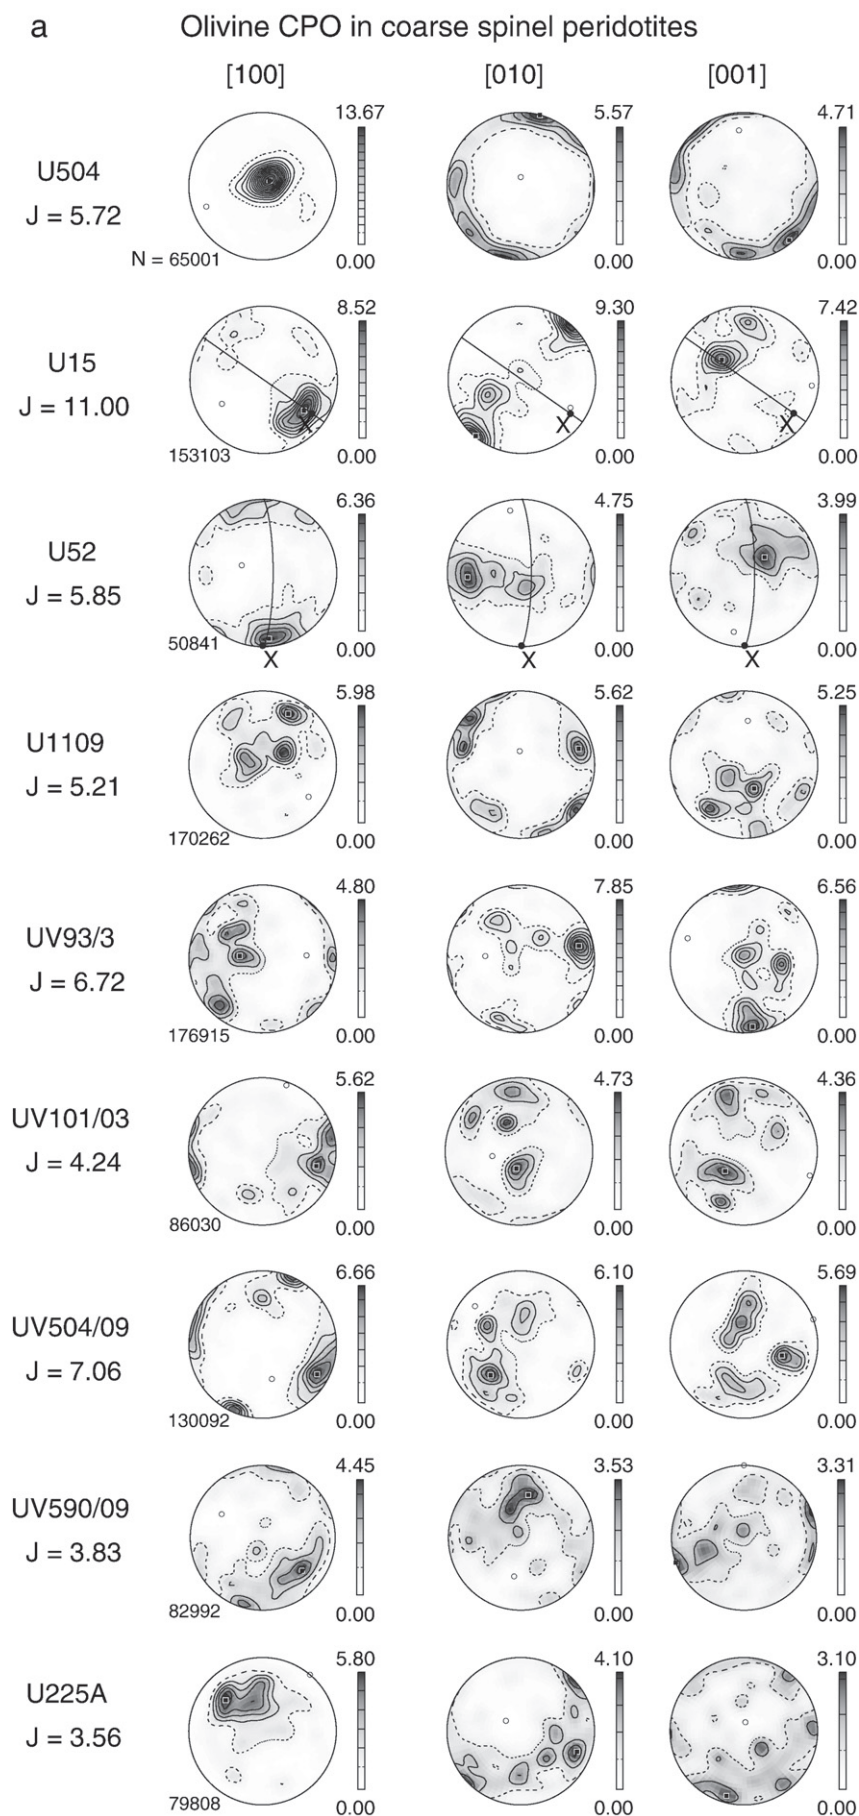 a Olivine CPO in coarse spinel peridotites
[100] [010] [001]
13.67 5.57 4.71
U504
J = 5.72
N = 65001 0.00 0.00 0.00
8.52 9.30 7.42
U15
J = 11.00
X X X
153103 0.00 0.00 0.00
6.36 4.75 3.99
U52
J = 5.85
50841 0.00 0.00 0.00
X X X
5.98 5.62 5.25
U1109
J = 5.21
170262 0.00 0.00 0.00
4.80 7.85 6.56
UV93/3
J = 6.72
176915 0.00 0.00 0.00
5.62 4.73 4.36
UV101/03
J = 4.24
86030 0.00 0.00 0.00
6.66 6.10 5.69
UV504/09
J = 7.06
130092 0.00 0.00 0.00
4.45 3.53 3.31
UV590/09
J = 3.83
82992 0.00 0.00 0.00
5.80 4.10 3.10
U225A
J = 3.56
79808 0.00 0.00 0.00